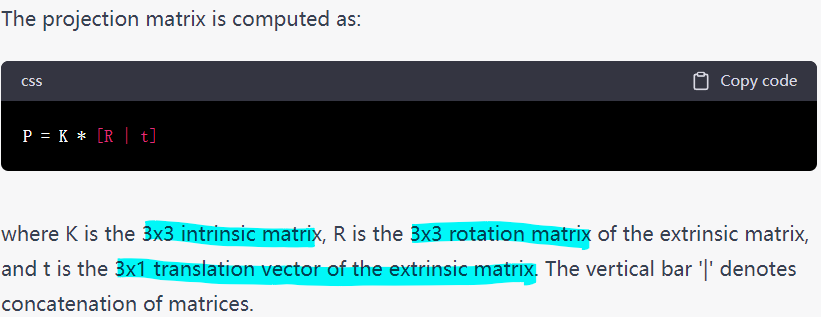 The projection matrix is computed as:
css
Copy code
P = K * [R | t]
where K is the 3x3 intrinsic matrix, R is the 3x3 rotation matrix of the extrinsic matrix,
and t is the 3x1 translation vector of the extrinsic matrix. The vertical bar '|' denotes
concatenation of matrices.